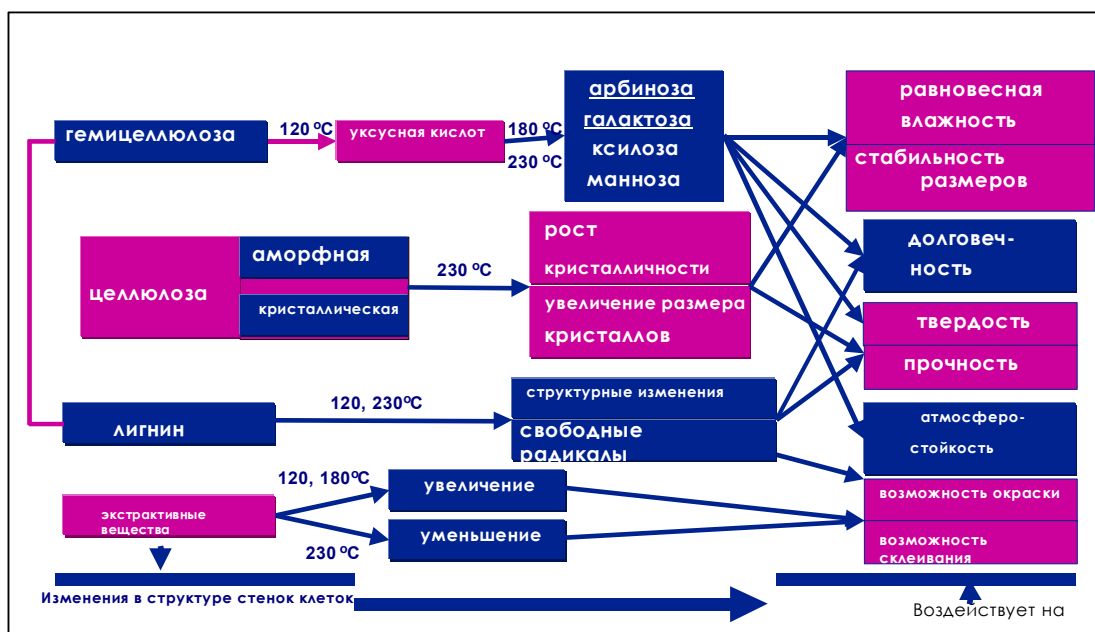 гемицеллюлоза
120 ºC
уксусная кислот
180 ºC
230 ºC
арбиноза
галактоза
ксилоза
манноза
равновесная
влажность
стабильность
размеров
целлюлоза
аморфная
кристаллическая
230 ºC
рост
кристалличности
увеличение размера
кристаллов
долговеч-
ность
твердость
прочность
лигнин
120, 230ºC
структурные изменения
свободные
радикалы
атмосферо-
стойкость
экстрактивные
вещества
120, 180ºC
230 ºC
увеличение
уменьшение
возможность окраски
возможность
склеивания
Изменения в структуре стенок клеток
Воздействует на